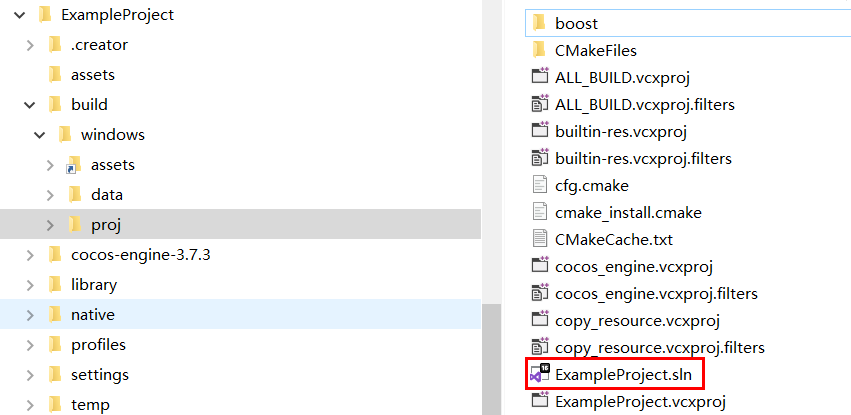 ExampleProject
.creator
assets
build
windows
assets
data
proj
cocos-engine-3.7.3
library
native
profiles
settings
temp
boost
CMakeFiles
ALL_BUILD.vcxproj
ALL_BUILD.vcxproj.filters
builtin-res.vcxproj
builtin-res.vcxproj.filters
cfg.cmake
cmake_install.cmake
CMakeCache.txt
cocos_engine.vcxproj
cocos_engine.vcxproj.filters
copy_resource.vcxproj
copy_resource.vcxproj.filters
ExampleProject.sln
ExampleProject.vcxproj